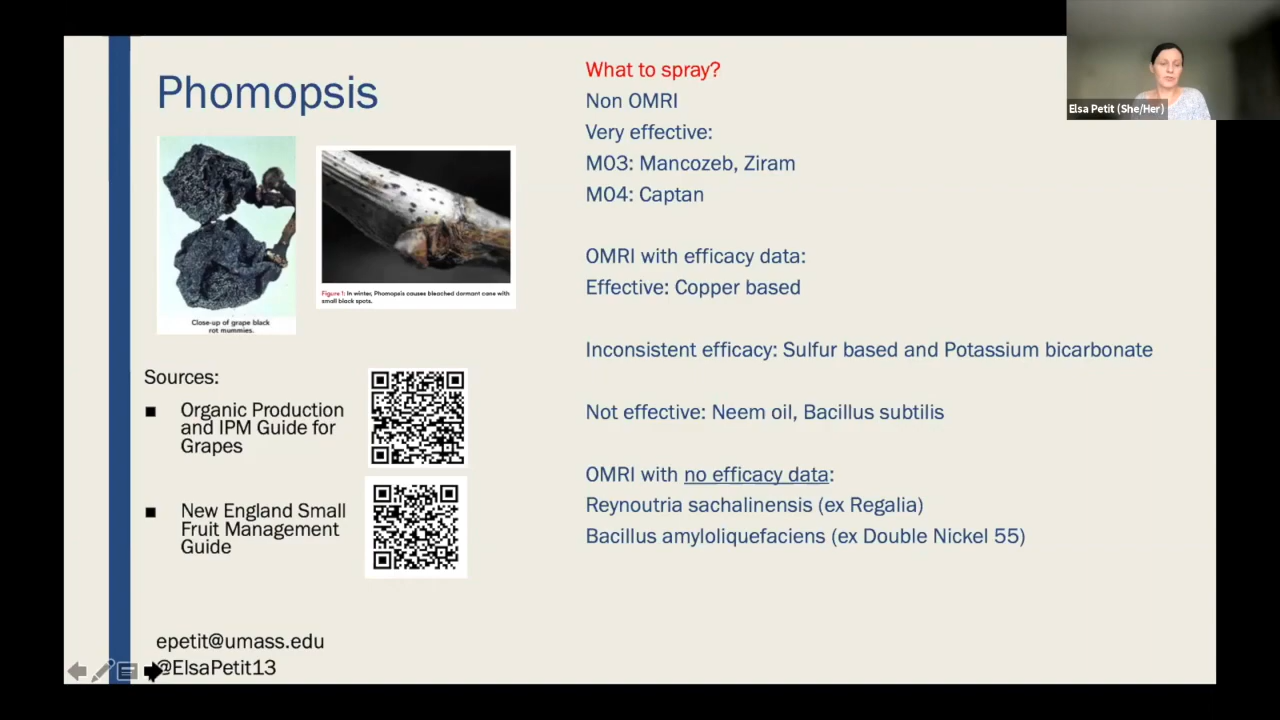 Phomopsis
Close-up of grape black
rot mummies.
Figure 1: In winter, Phomopsis causes bleached dormant cane with
small black spots.
Sources:
■ Organic Production
and IPM Guide for
Grapes
■ New England Small
Fruit Management
Guide
epetit@umass.edu
@ElsaPetit13
What to spray?
Non OMRI
Very effective:
M03: Mancozeb, Ziram
M04: Captan
OMRI with efficacy data:
Effective: Copper based
Inconsistent efficacy: Sulfur based and Potassium bicarbonate
Not effective: Neem oil, Bacillus subtilis
OMRI with no efficacy data:
Reynoutria sachalinensis (ex Regalia)
Bacillus amyloliquefaciens (ex Double Nickel 55)
Elsa Petit (She/Her)